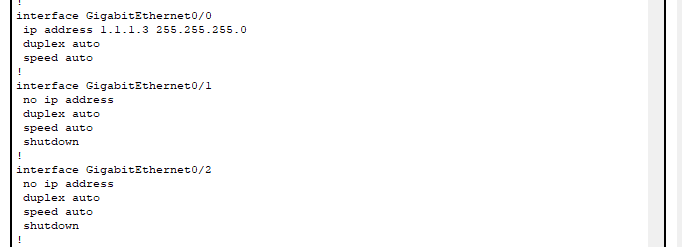 !
interface GigabitEthernet0/0
ip address 1.1.1.3 255.255.255.0
duplex auto
speed auto
!
interface GigabitEthernet0/1
no ip address
duplex auto
speed auto
shutdown
!
interface GigabitEthernet0/2
no ip address
duplex auto
speed auto
shutdown
!